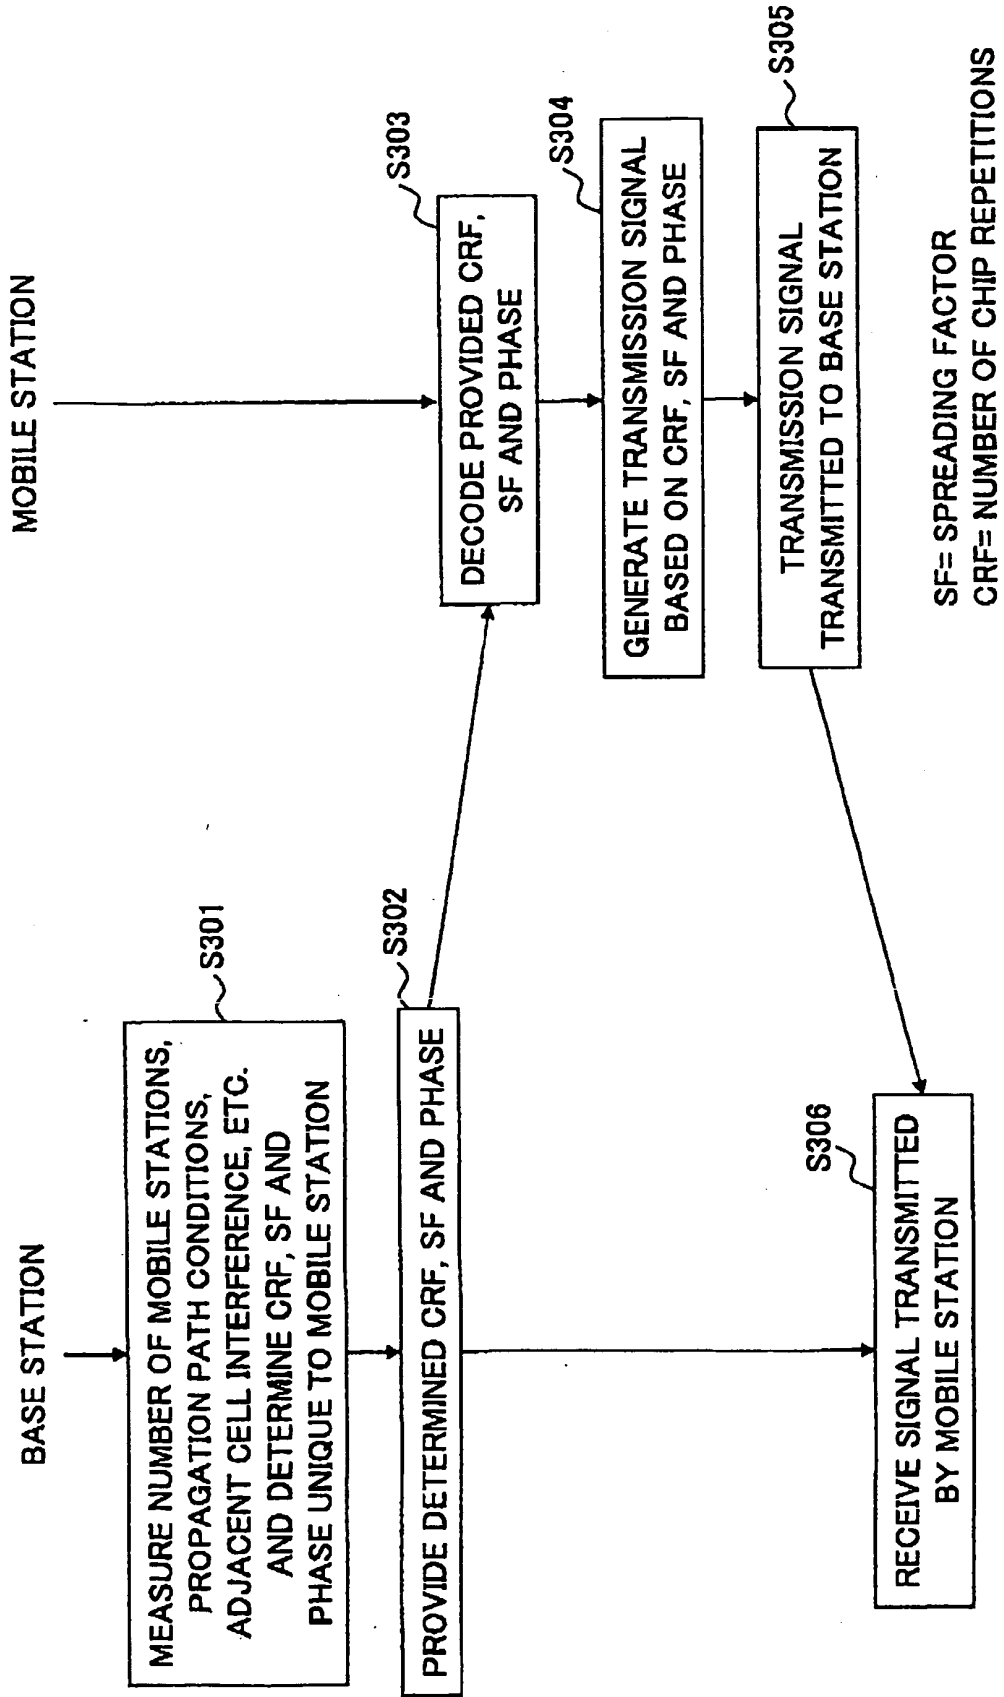 BASE STATION
MOBILE STATION
S301
MEASURE NUMBER OF MOBILE STATIONS,
PROPAGATION PATH CONDITIONS,
ADJACENT CELL INTERFERENCE, ETC.
AND DETERMINE CRF, SF AND
PHASE UNIQUE TO MOBILE STATION
S302
PROVIDE DETERMINED CRF, SF AND PHASE
S303
DECODE PROVIDED CRF,
SF AND PHASE
S304
GENERATE TRANSMISSION SIGNAL
BASED ON CRF, SF AND PHASE
S305
TRANSMISSION SIGNAL
TRANSMITTED TO BASE STATION
S306
RECEIVE SIGNAL TRANSMITTED
BY MOBILE STATION
SF= SPREADING FACTOR
CRF= NUMBER OF CHIP REPETITIONS